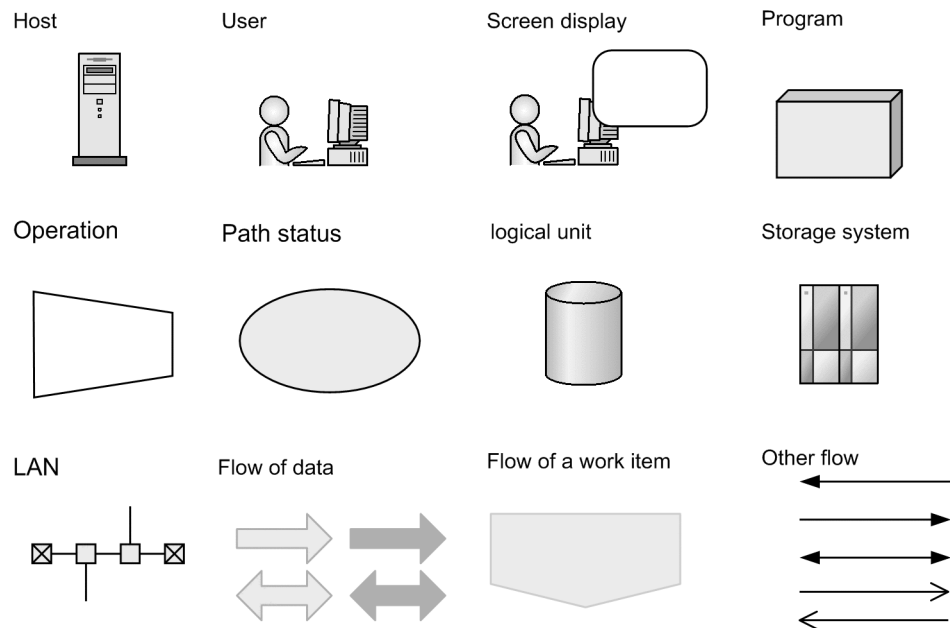 Host
User
Screen display
Program
Operation
Path status
logical unit
Storage system
LAN
Flow of data
Flow of a work item
Other flow